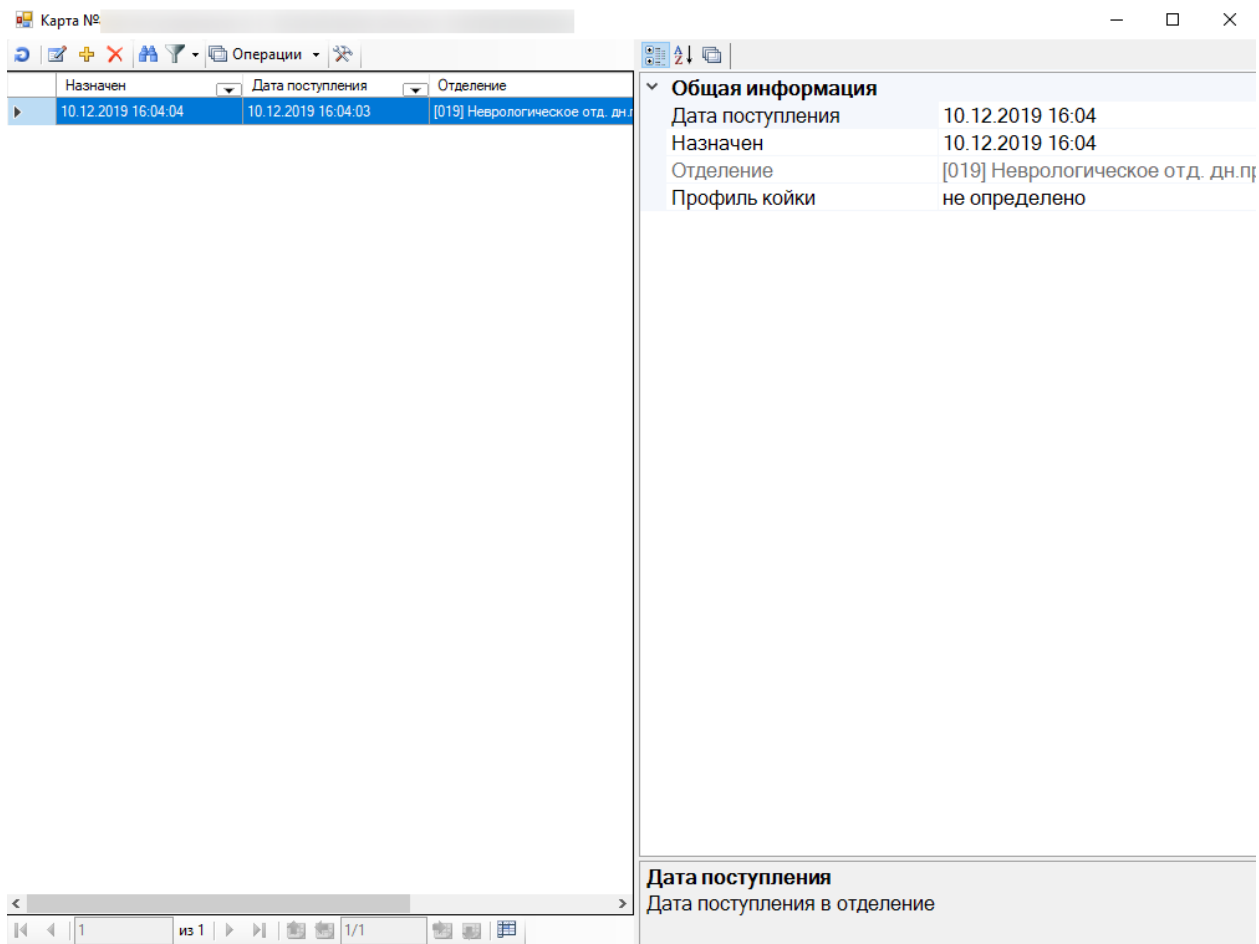 Карта №
Операции
Назначен Дата поступления Отделение
10.12.2019 16:04:04 10.12.2019 16:04:03 [019] Неврологическое отд. дн.
1 из 1 1/1
Общая информация
Дата поступления 10.12.2019 16:04
Назначен 10.12.2019 16:04
Отделение [019] Неврологическое отд. дн.пр
Профиль койки не определено
Дата поступления
Дата поступления в отделение